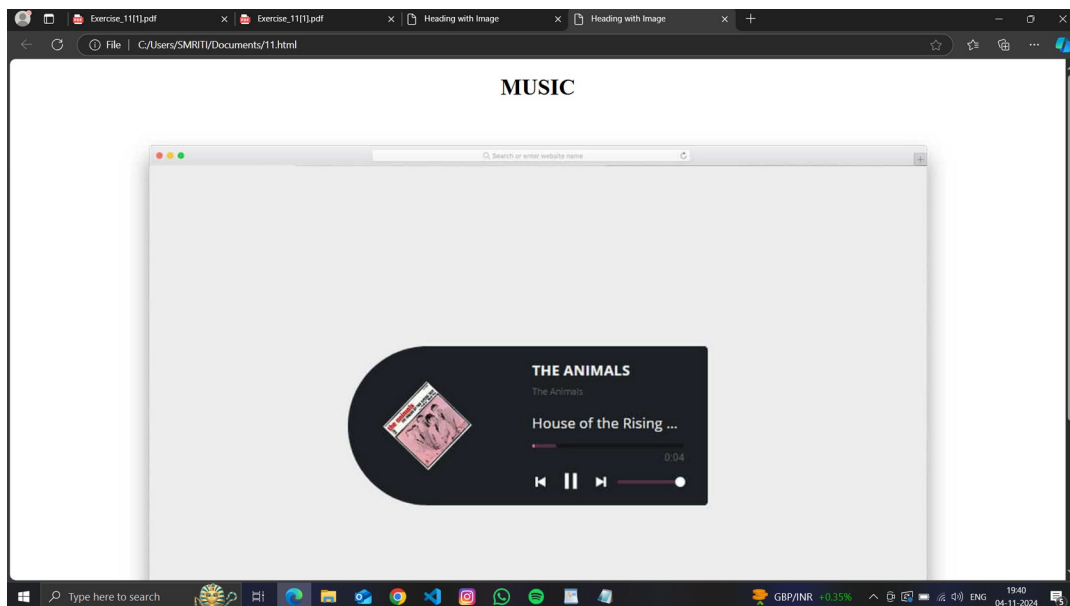 Exercise_11[1].pdf
Exercise_11[1].pdf
Heading with Image
Heading with Image
File | C:/Users/SMRITI/Documents/11.html
MUSIC
Search or enter website name
THE ANIMALS
The Animals
House of the Rising ...
0:04
Type here to search
GBP/INR +0.35%
ENG
19:40
04-11-2024